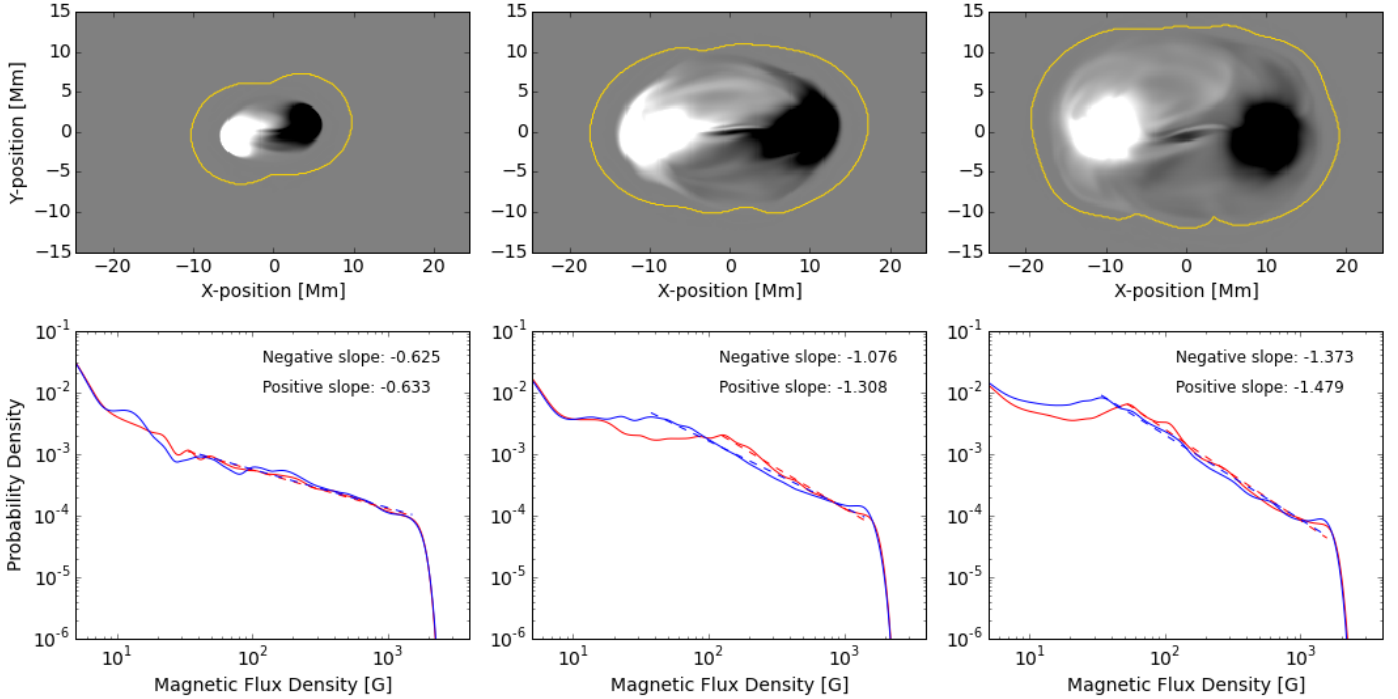 15
10
5
0
−5
−10
−15
Y-position [Mm]
−20 −10 0 10 20
X-position [Mm]
15
10
5
0
−5
−10
−15
−20 −10 0 10 20
X-position [Mm]
15
10
5
0
−5
−10
−15
−20 −10 0 10 20
X-position [Mm]
10^-1
10^-2
10^-3
10^-4
10^-5
10^-6
Probability Density
Negative slope: -0.625
Positive slope: -0.633
10^1 10^2 10^3
Magnetic Flux Density [G]
10^-1
10^-2
10^-3
10^-4
10^-5
10^-6
Negative slope: -1.076
Positive slope: -1.308
10^1 10^2 10^3
Magnetic Flux Density [G]
10^-1
10^-2
10^-3
10^-4
10^-5
10^-6
Negative slope: -1.373
Positive slope: -1.479
10^1 10^2 10^3
Magnetic Flux Density [G]